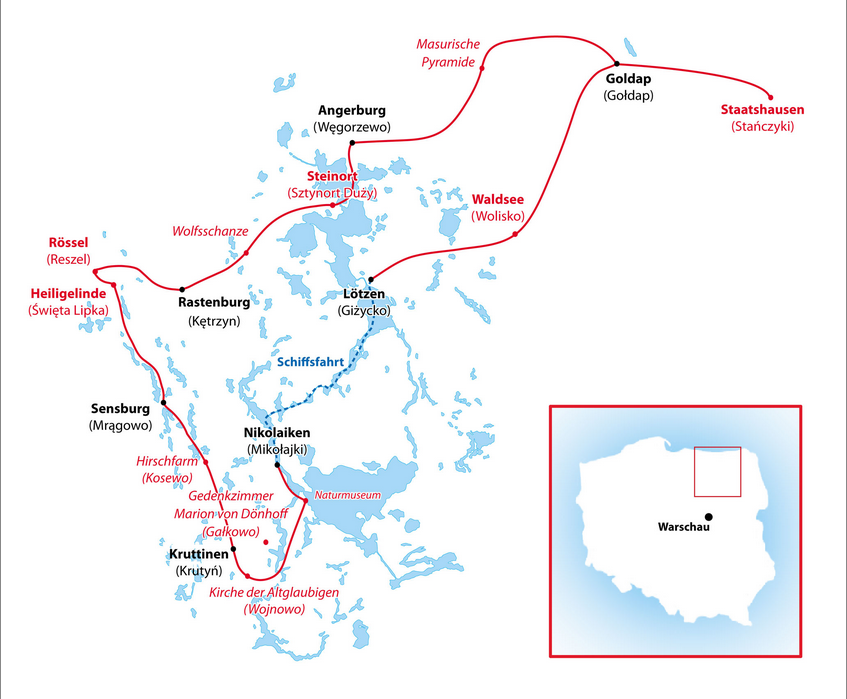 Masurische
Pyramide
Goldap
(Gołdap)
Staatshausen
(Stańczyki)
Angerburg
(Węgorzewo)
Steinort
(Sztynort Duży)
Waldsee
(Wolisko)
Wolfsschanze
Rössel
(Reszel)
Heiligelinde
(Święta Lipka)
Rastenburg
(Kętrzyn)
Lötzen
(Giżycko)
Schiffsfahrt
Sensburg
(Mrągowo)
Nikolaiken
(Mikołajki)
Hirschfarm
(Kosewo)
Gedenkzimmer
Marion von Dönhoff
(Gałkowo)
Naturmuseum
Kruttinen
(Krutyń)
Kirche der Altglaubigen
(Wojnowo)
Warschau